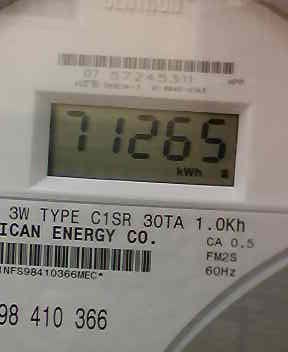 07 57245311
71265
kWh
3W TYPE C1SR 30TA 1.0Kh
ICAN ENERGY CO.
CA 0.5
FM2S
60Hz
1NFS98410366MEC*
98 410 366